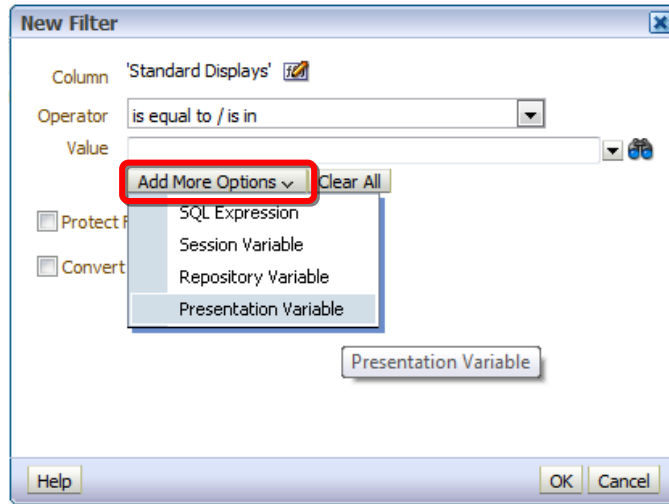 New Filter
Column 'Standard Displays'
Operator is equal to / is in
Value
Add More Options Clear All
SQL Expression
Protect
Session Variable
Convert
Repository Variable
Presentation Variable
Presentation Variable
Help OK Cancel